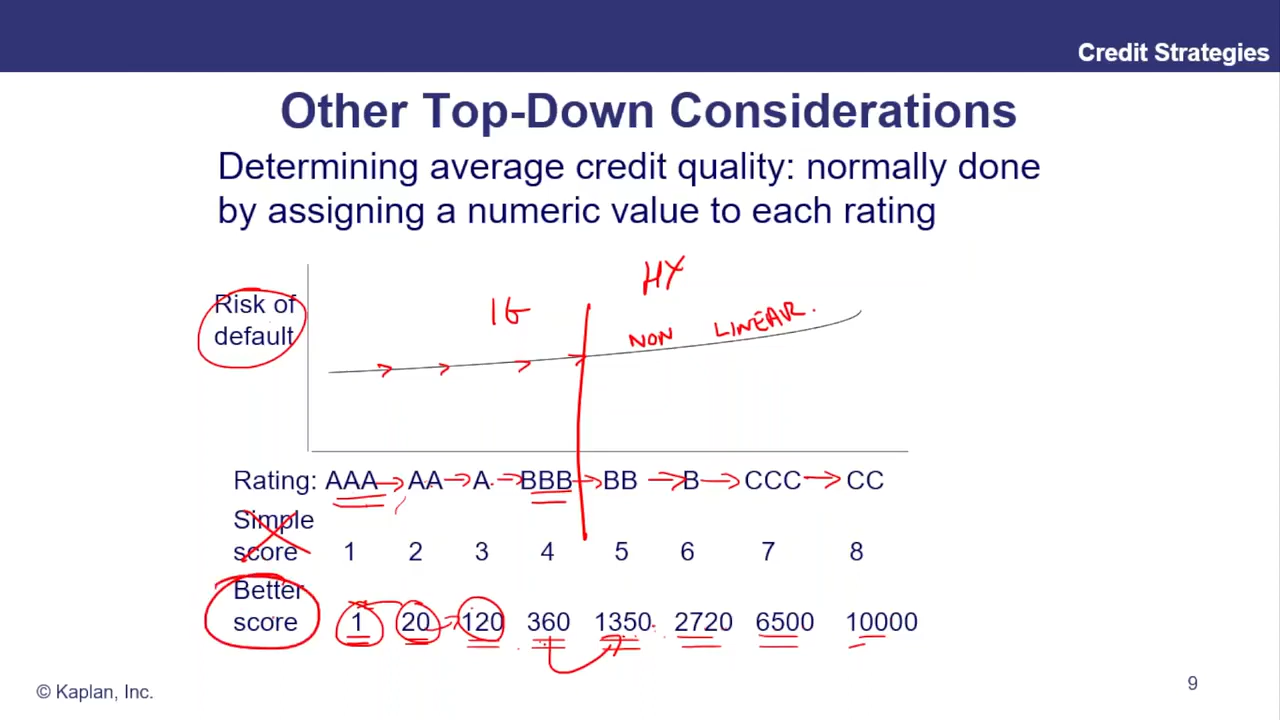 Credit Strategies
Other Top-Down Considerations
Determining average credit quality: normally done
by assigning a numeric value to each rating
HY
IG
NON LINEAR.
Risk of
default
Rating: AAA AA A BBB BB B CCC CC
Simple
score 1 2 3 4 5 6 7 8
Better
score 1 20 120 360 1350 2720 6500 10000
© Kaplan, Inc.
9